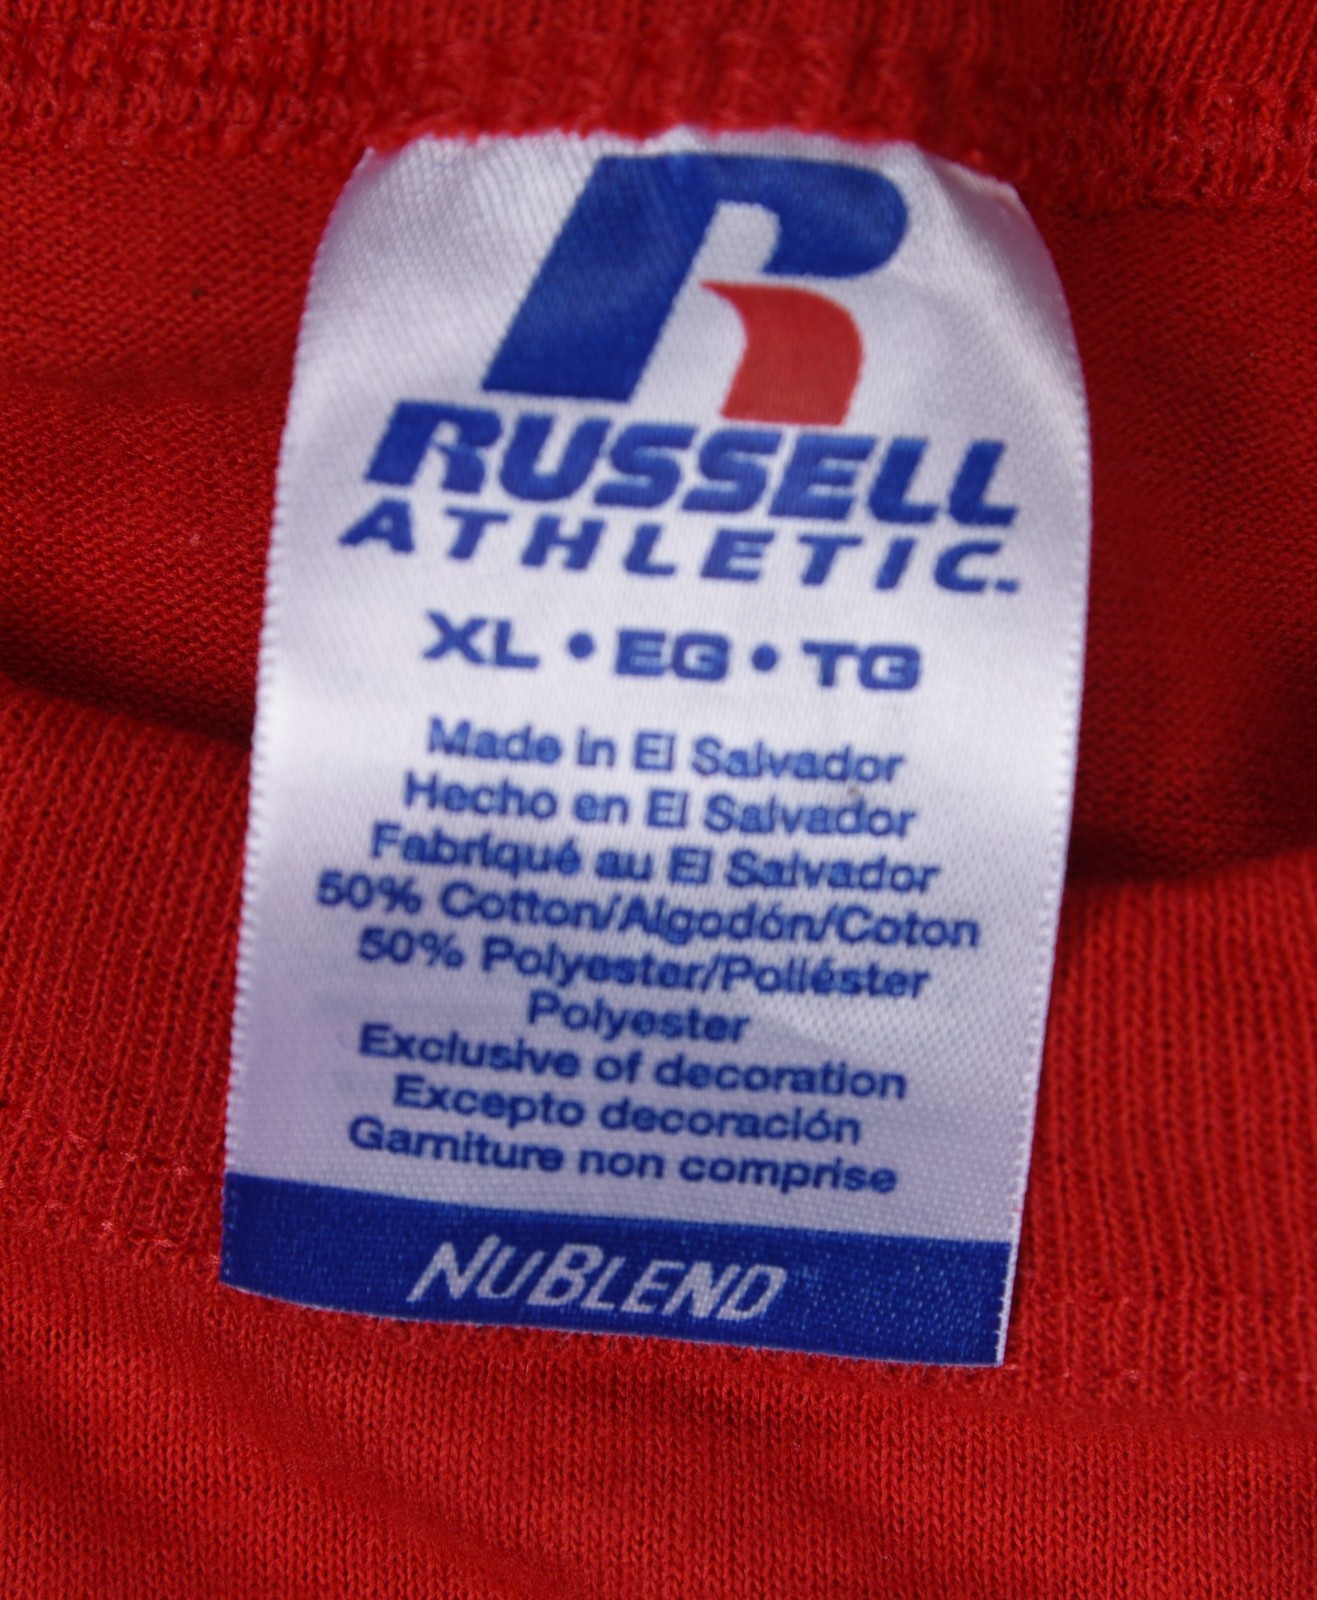 R
RUSSELL
ATHLETIC™
XL • EG • TG
Made in El Salvador
Hecho en El Salvador
Fabriqué au El Salvador
50% Cotton/Algodón/Coton
50% Polyester/Poliéster
Polyester
Exclusive of decoration
Excepto decoración
Garniture non comprise
NUBLEND